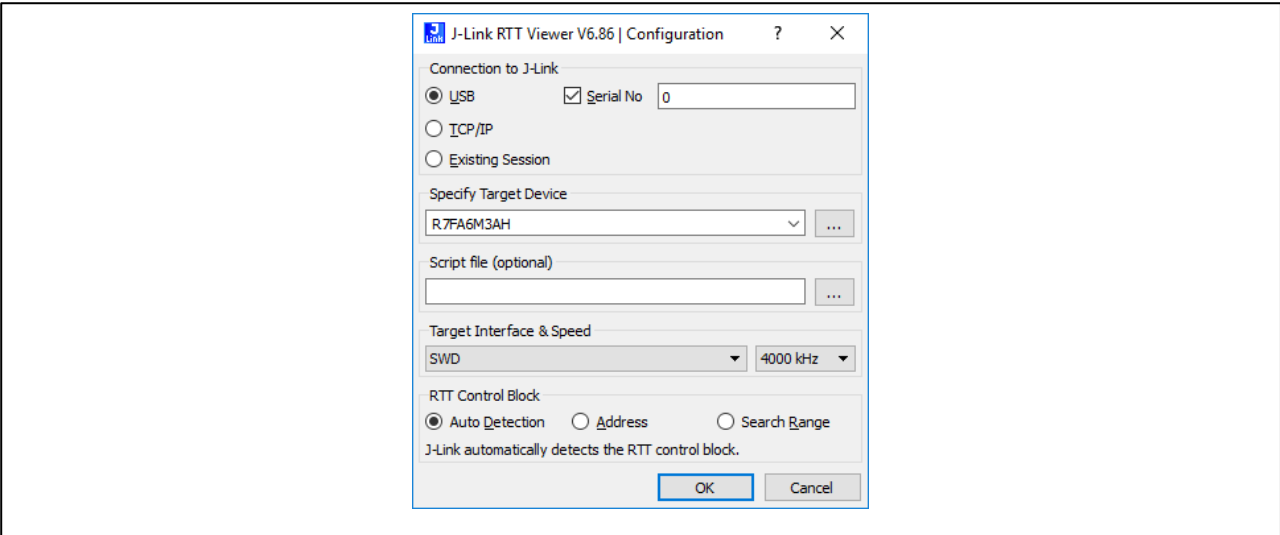 J-Link RTT Viewer V6.86 | Configuration ?
Connection to J-Link
USB Serial No 0
TCP/IP
Existing Session
Specify Target Device
R7FA6M3AH ...
Script file (optional)
...
Target Interface & Speed
SWD 4000 kHz
RTT Control Block
Auto Detection Address Search Range
J-Link automatically detects the RTT control block.
OK Cancel